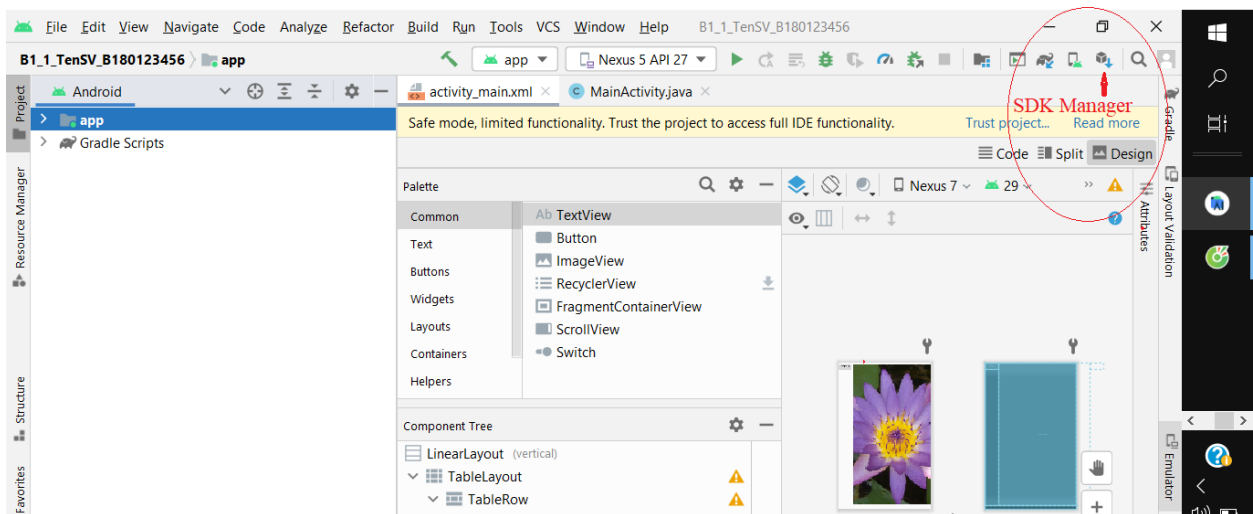 File Edit View Navigate Code Analyze Refactor Build Run Tools VCS Window Help B1_1_TenSV_B180123456
B1_1_TenSV_B180123456 app
app Nexus 5 API 27
Project
Android
activity_main.xml MainActivity.java
SDK Manager
Gradle
app
Safe mode, limited functionality. Trust the project to access full IDE functionality. Trust project... Read more
Gradle Scripts
Code Split Design
Resource Manager
Palette
Nexus 7 29
Layout Validation
Attributes
Common
Text
Buttons
Widgets
Layouts
Containers
Helpers
Ab TextView
Button
ImageView
RecyclerView
FragmentContainerView
ScrollView
Switch
Structure
Component Tree
LinearLayout (vertical)
TableLayout
TableRow
Emulator
Favorites